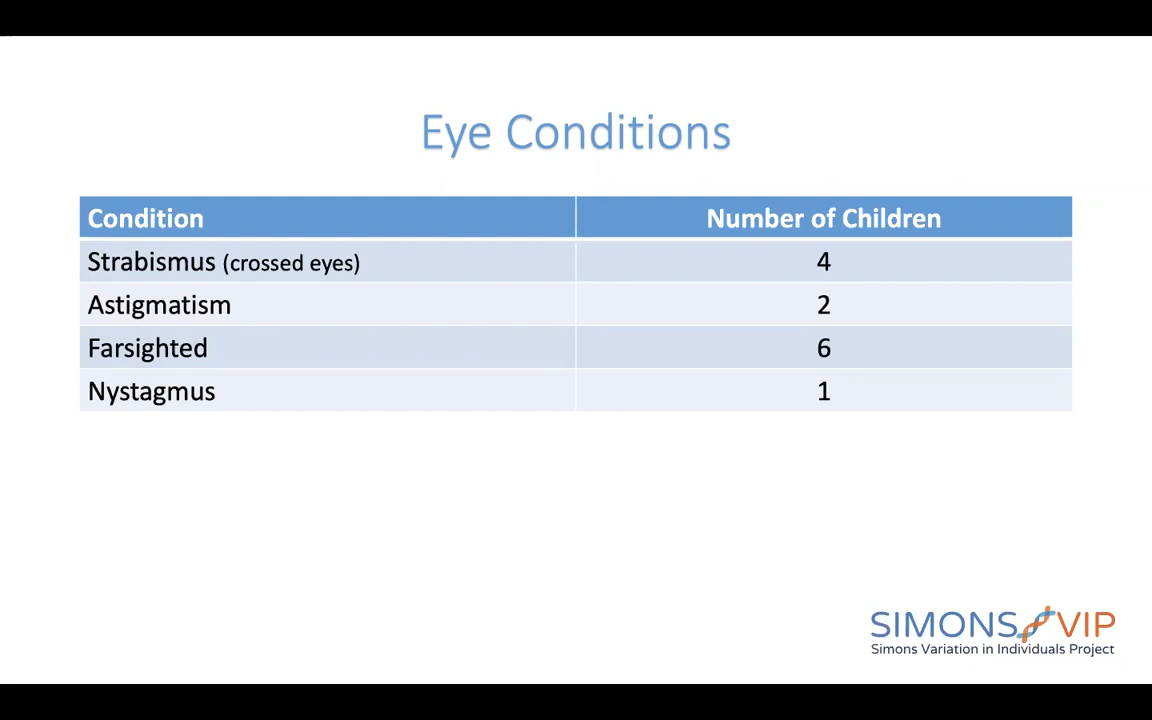 Eye Conditions
Condition Number of Children
Strabismus (crossed eyes) 4
Astigmatism 2
Farsighted 6
Nystagmus 1
SIMONS VIP
Simons Variation in Individuals Project